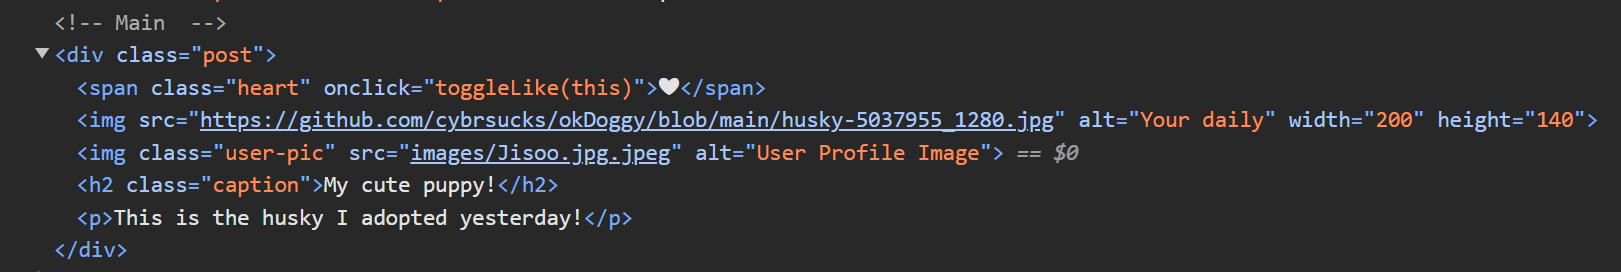 <!-- Main  -->
▼<div class="post">
<span class="heart" onclick="toggleLike(this)">♥</span>
<img src="https://github.com/cybrsucks/okDoggy/blob/main/husky-5037955_1280.jpg" alt="Your daily" width="200" height="140">
<img class="user-pic" src="images/Jisoo.jpg.jpeg" alt="User Profile Image"> == $0
<h2 class="caption">My cute puppy!</h2>
<p>This is the husky I adopted yesterday!</p>
</div>